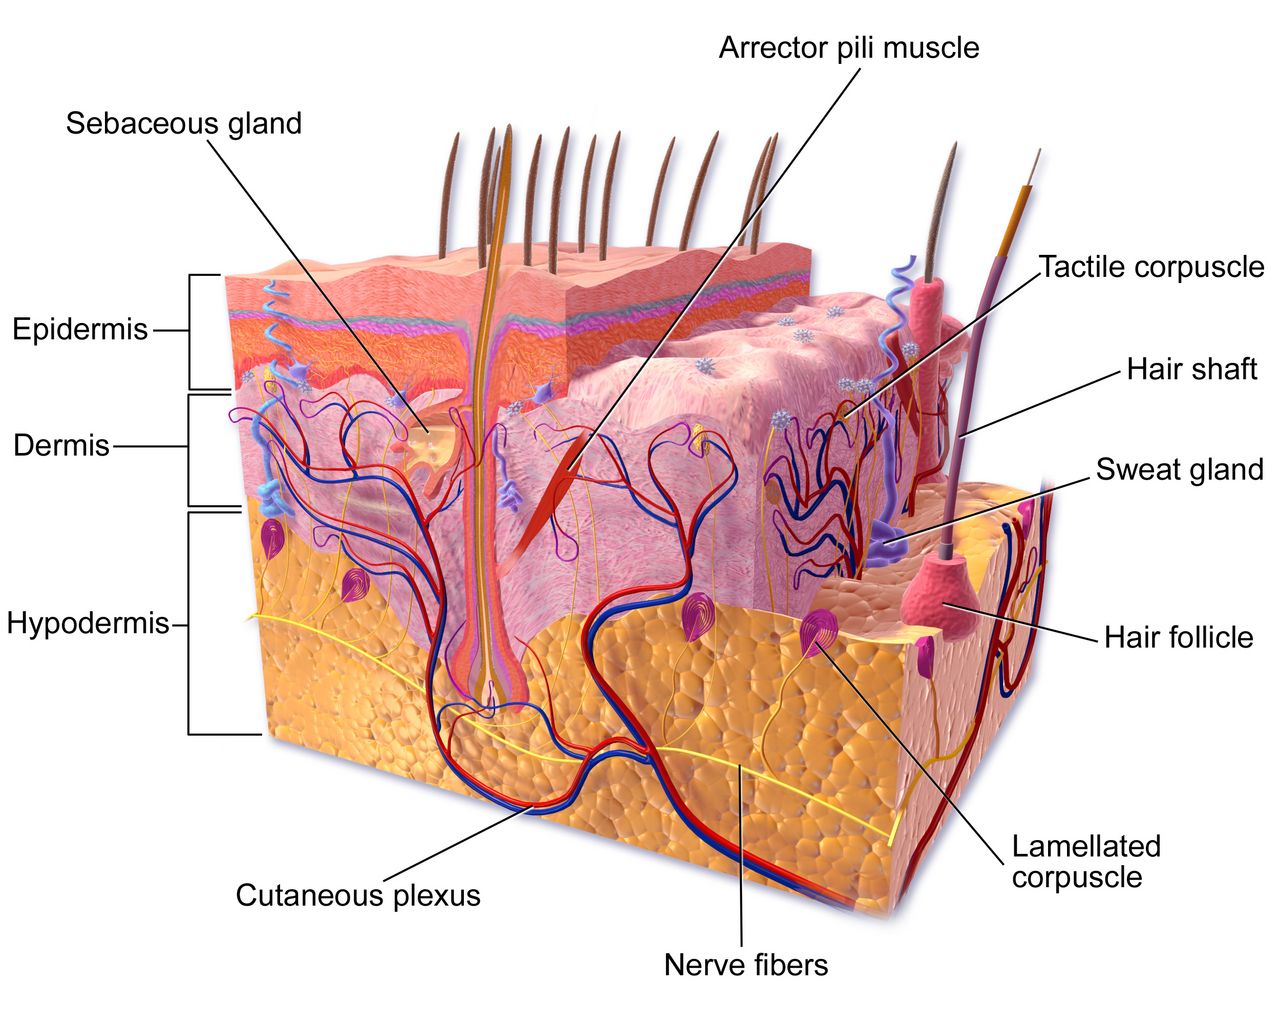 Arrector pili muscle
Sebaceous gland
Tactile corpuscle
Epidermis
Hair shaft
Dermis
Sweat gland
Hypodermis
Hair follicle
Lamellated
corpuscle
Cutaneous plexus
Nerve fibers